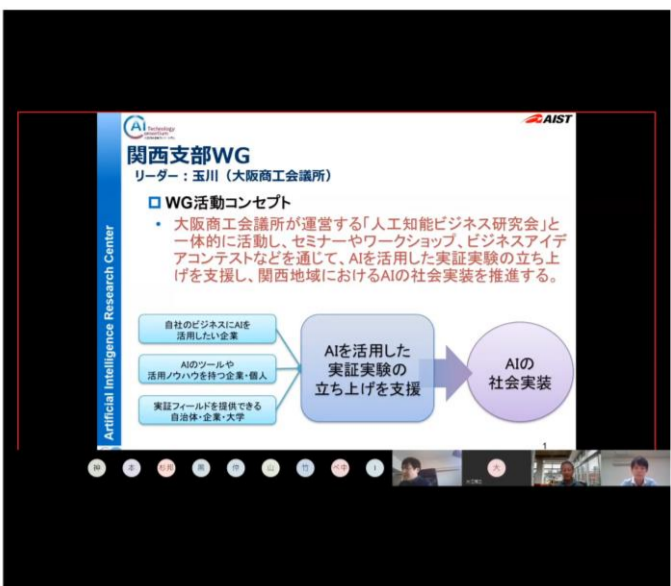 AI Technology
AIST
関西支部WG
リーダー：玉川（大阪商工会議所）
WG活動コンセプト
• 大阪商工会議所が運営する「人工知能ビジネス研究会」と
一体的に活動し、セミナーやワークショップ、ビジネスアイデ
アコンテストなどを通じて、AIを活用した実証実験の立ち上
げを支援し、関西地域におけるAIの社会実装を推進する。
Artificial Intelligence Research Center
自社のビジネスにAIを
活用したい企業
AIのツールや
活用ノウハウを持つ企業・個人
実証フィールドを提供できる
自治体・企業・大学
AIを活用した
実証実験の
立ち上げを支援
AIの
社会実装
1
神
本
杉用
黒
伊
山
竹
べゆ
I
大